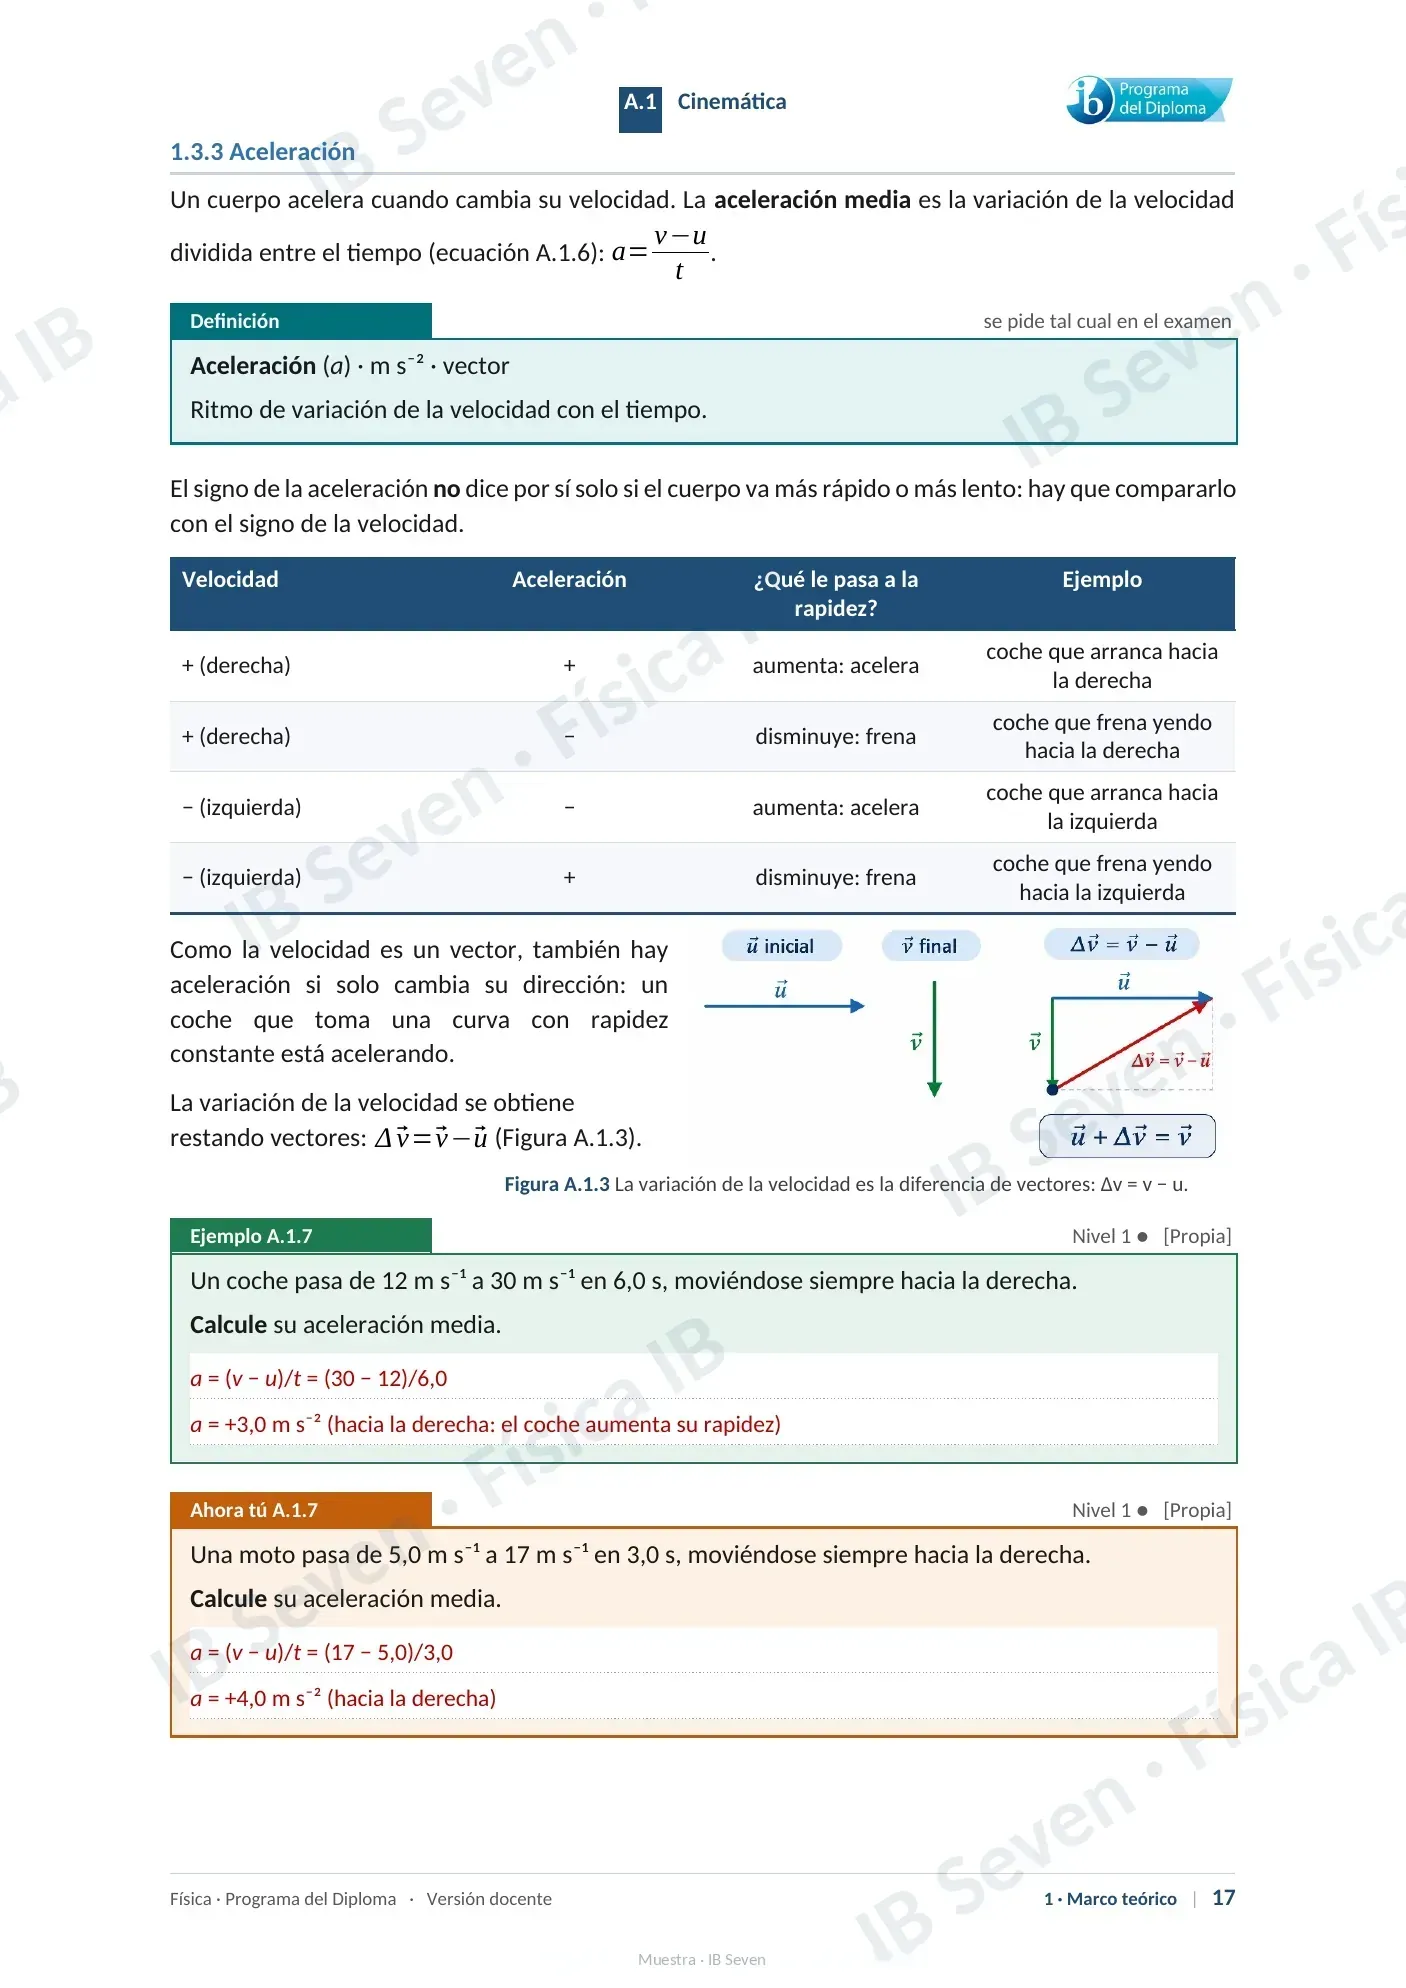 A.1 Cinemática
ib Programa
del Diploma
1.3.3 Aceleración
Un cuerpo acelera cuando cambia su velocidad. La aceleración media es la variación de la velocidad
dividida entre el tiempo (ecuación A.1.6): a = (v − u)/t.
Definición
se pide tal cual en el examen
Aceleración (a) · m s⁻² · vector
Ritmo de variación de la velocidad con el tiempo.
El signo de la aceleración no dice por sí solo si el cuerpo va más rápido o más lento: hay que compararlo
con el signo de la velocidad.
Velocidad Aceleración ¿Qué le pasa a la rapidez? Ejemplo
+ (derecha) + aumenta: acelera coche que arranca hacia la derecha
+ (derecha) − disminuye: frena coche que frena yendo hacia la derecha
− (izquierda) − aumenta: acelera coche que arranca hacia la izquierda
− (izquierda) + disminuye: frena coche que frena yendo hacia la izquierda
Como la velocidad es un vector, también hay
aceleración si solo cambia su dirección: un
coche que toma una curva con rapidez
constante está acelerando.
La variación de la velocidad se obtiene
restando vectores: Δv⃗ = v⃗ − u⃗ (Figura A.1.3).
u⃗ inicial
u⃗
v⃗ final
v⃗
Δv⃗ = v⃗ − u⃗
u⃗
v⃗
Δv⃗ = v⃗ − u⃗
u⃗ + Δv⃗ = v⃗
Figura A.1.3 La variación de la velocidad es la diferencia de vectores: Δv = v − u.
Ejemplo A.1.7
Nivel 1 ● [Propia]
Un coche pasa de 12 m s⁻¹ a 30 m s⁻¹ en 6,0 s, moviéndose siempre hacia la derecha.
Calcule su aceleración media.
a = (v − u)/t = (30 − 12)/6,0
a = +3,0 m s⁻² (hacia la derecha: el coche aumenta su rapidez)
Ahora tú A.1.7
Nivel 1 ● [Propia]
Una moto pasa de 5,0 m s⁻¹ a 17 m s⁻¹ en 3,0 s, moviéndose siempre hacia la derecha.
Calcule su aceleración media.
a = (v − u)/t = (17 − 5,0)/3,0
a = +4,0 m s⁻² (hacia la derecha)
Física · Programa del Diploma · Versión docente
1 · Marco teórico | 17
Muestra · IB Seven
IB Seven · Física IB